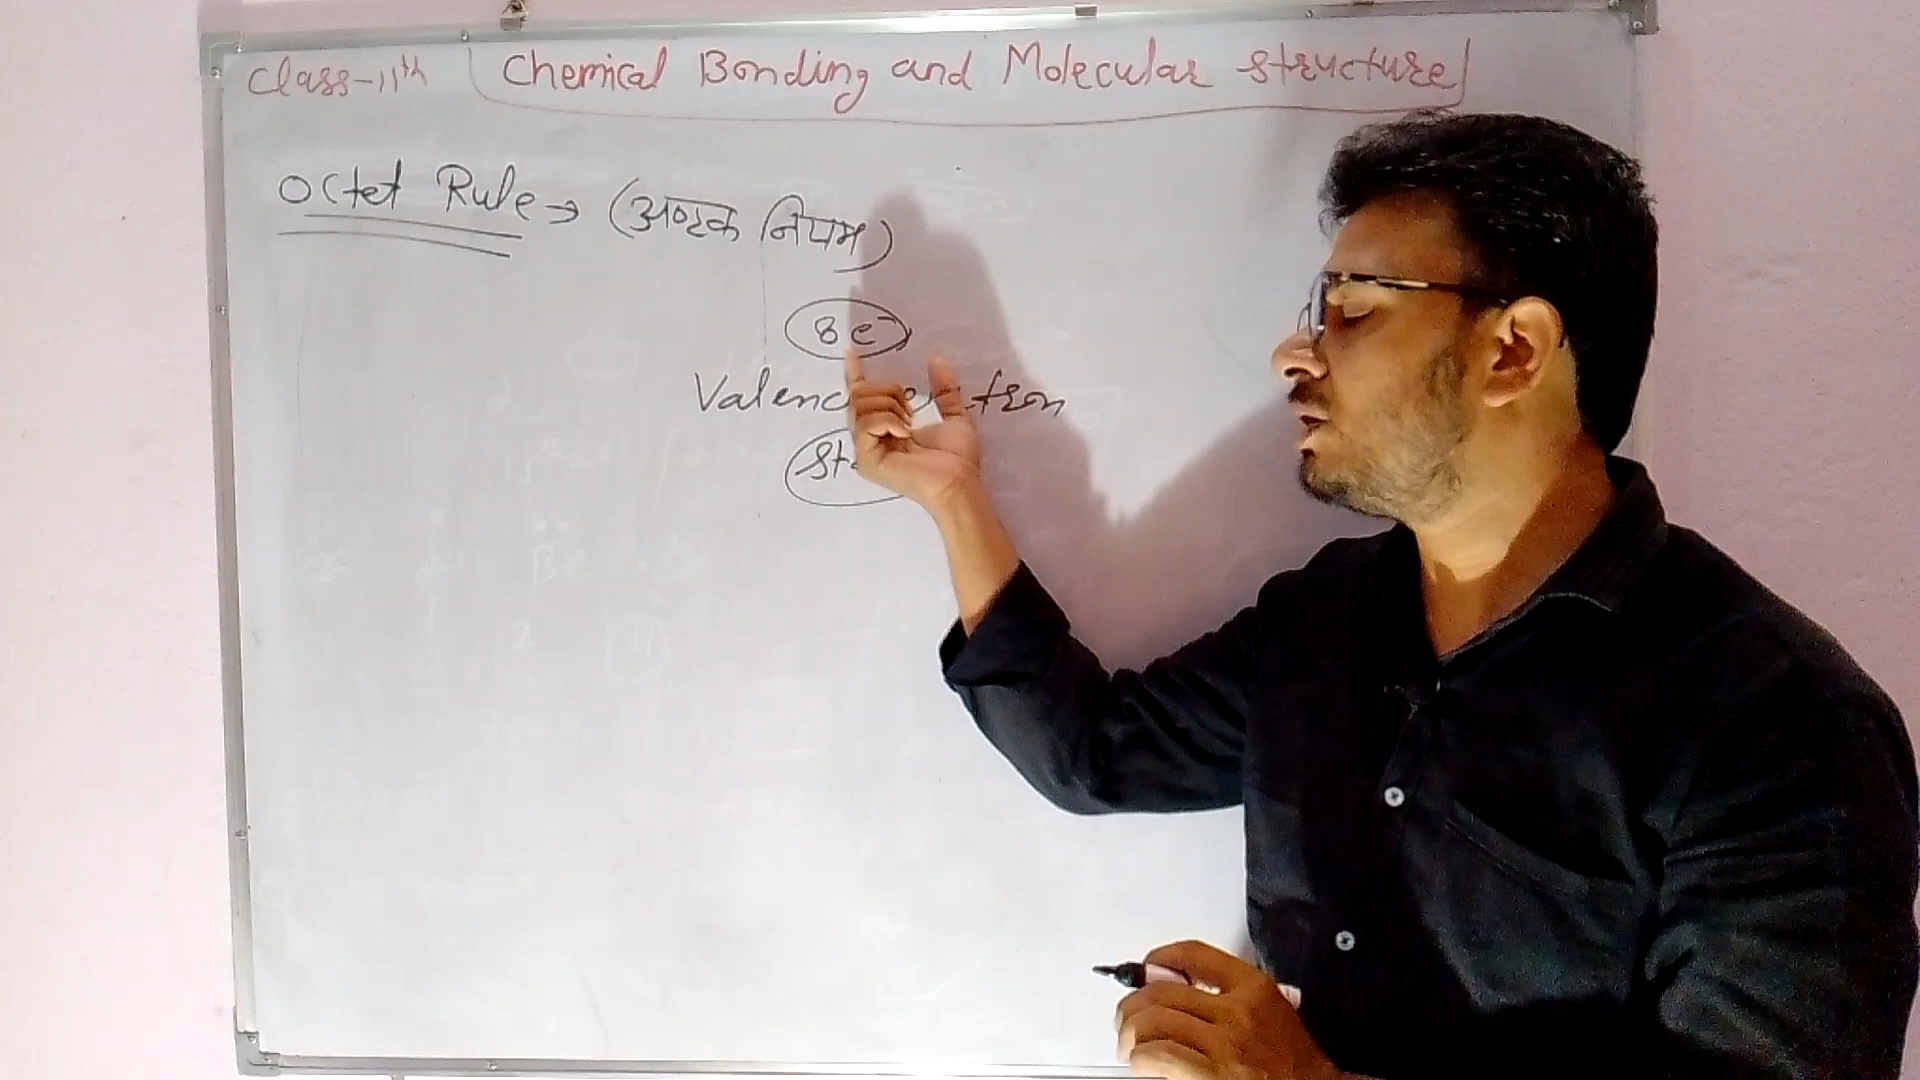 Class-11th Chemical Bonding and Molecular Structure
Octet Rule → (अष्टक नियम)
8e⁻